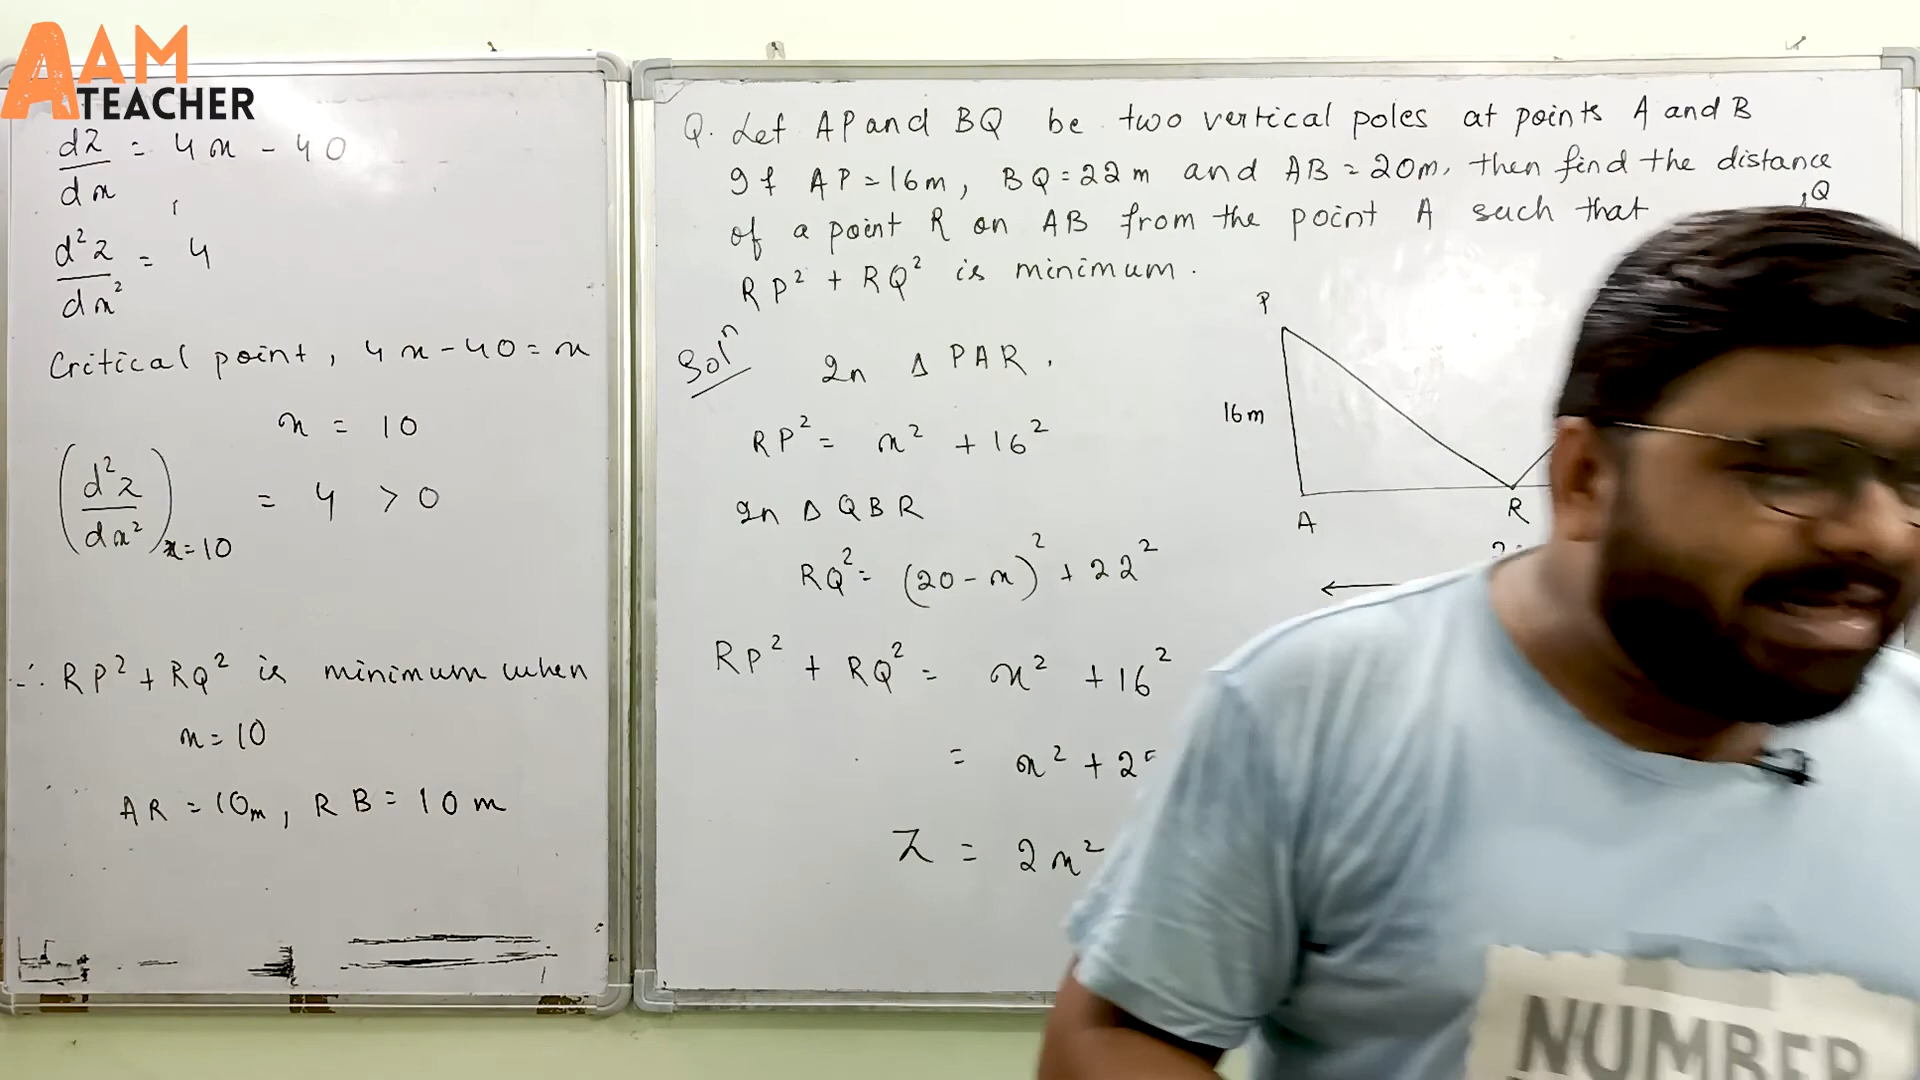 AAM
TEACHER
dz/dx = 4x - 40
d²z/dx² = 4
Critical point, 4x - 40 = x
x = 10
(d²z/dx²)x=10 = 4 > 0
∴ RP² + RQ² is minimum when
x = 10
AR = 10m, RB = 10m
Q. Let AP and BQ be two vertical poles at points A and B
If AP = 16m, BQ = 22m and AB = 20m, then find the distance
of a point R on AB from the point A such that
RP² + RQ² is minimum.
Solⁿ In Δ PAR.
RP² = x² + 16²
In Δ QBR
RQ² = (20 - x)² + 22²
RP² + RQ² = x² + 16²
= x² + 2
Z = 2x²
Q
P
16m
A
R
NUMBER